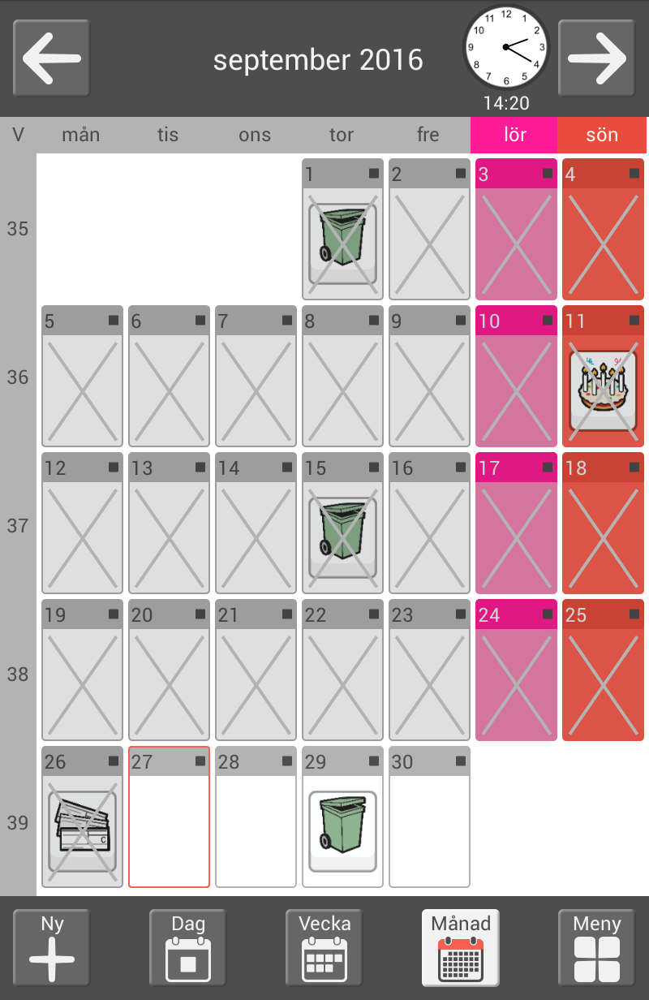 september 2016
12
11 1
10 2
9 3
8 4
7 5
6
14:20
V mån tis ons tor fre lör sön
35 1 2 3 4
36 5 6 7 8 9 10 11
37 12 13 14 15 16 17 18
38 19 20 21 22 23 24 25
39 26 27 28 29 30
C
Ny Dag Vecka Månad Meny